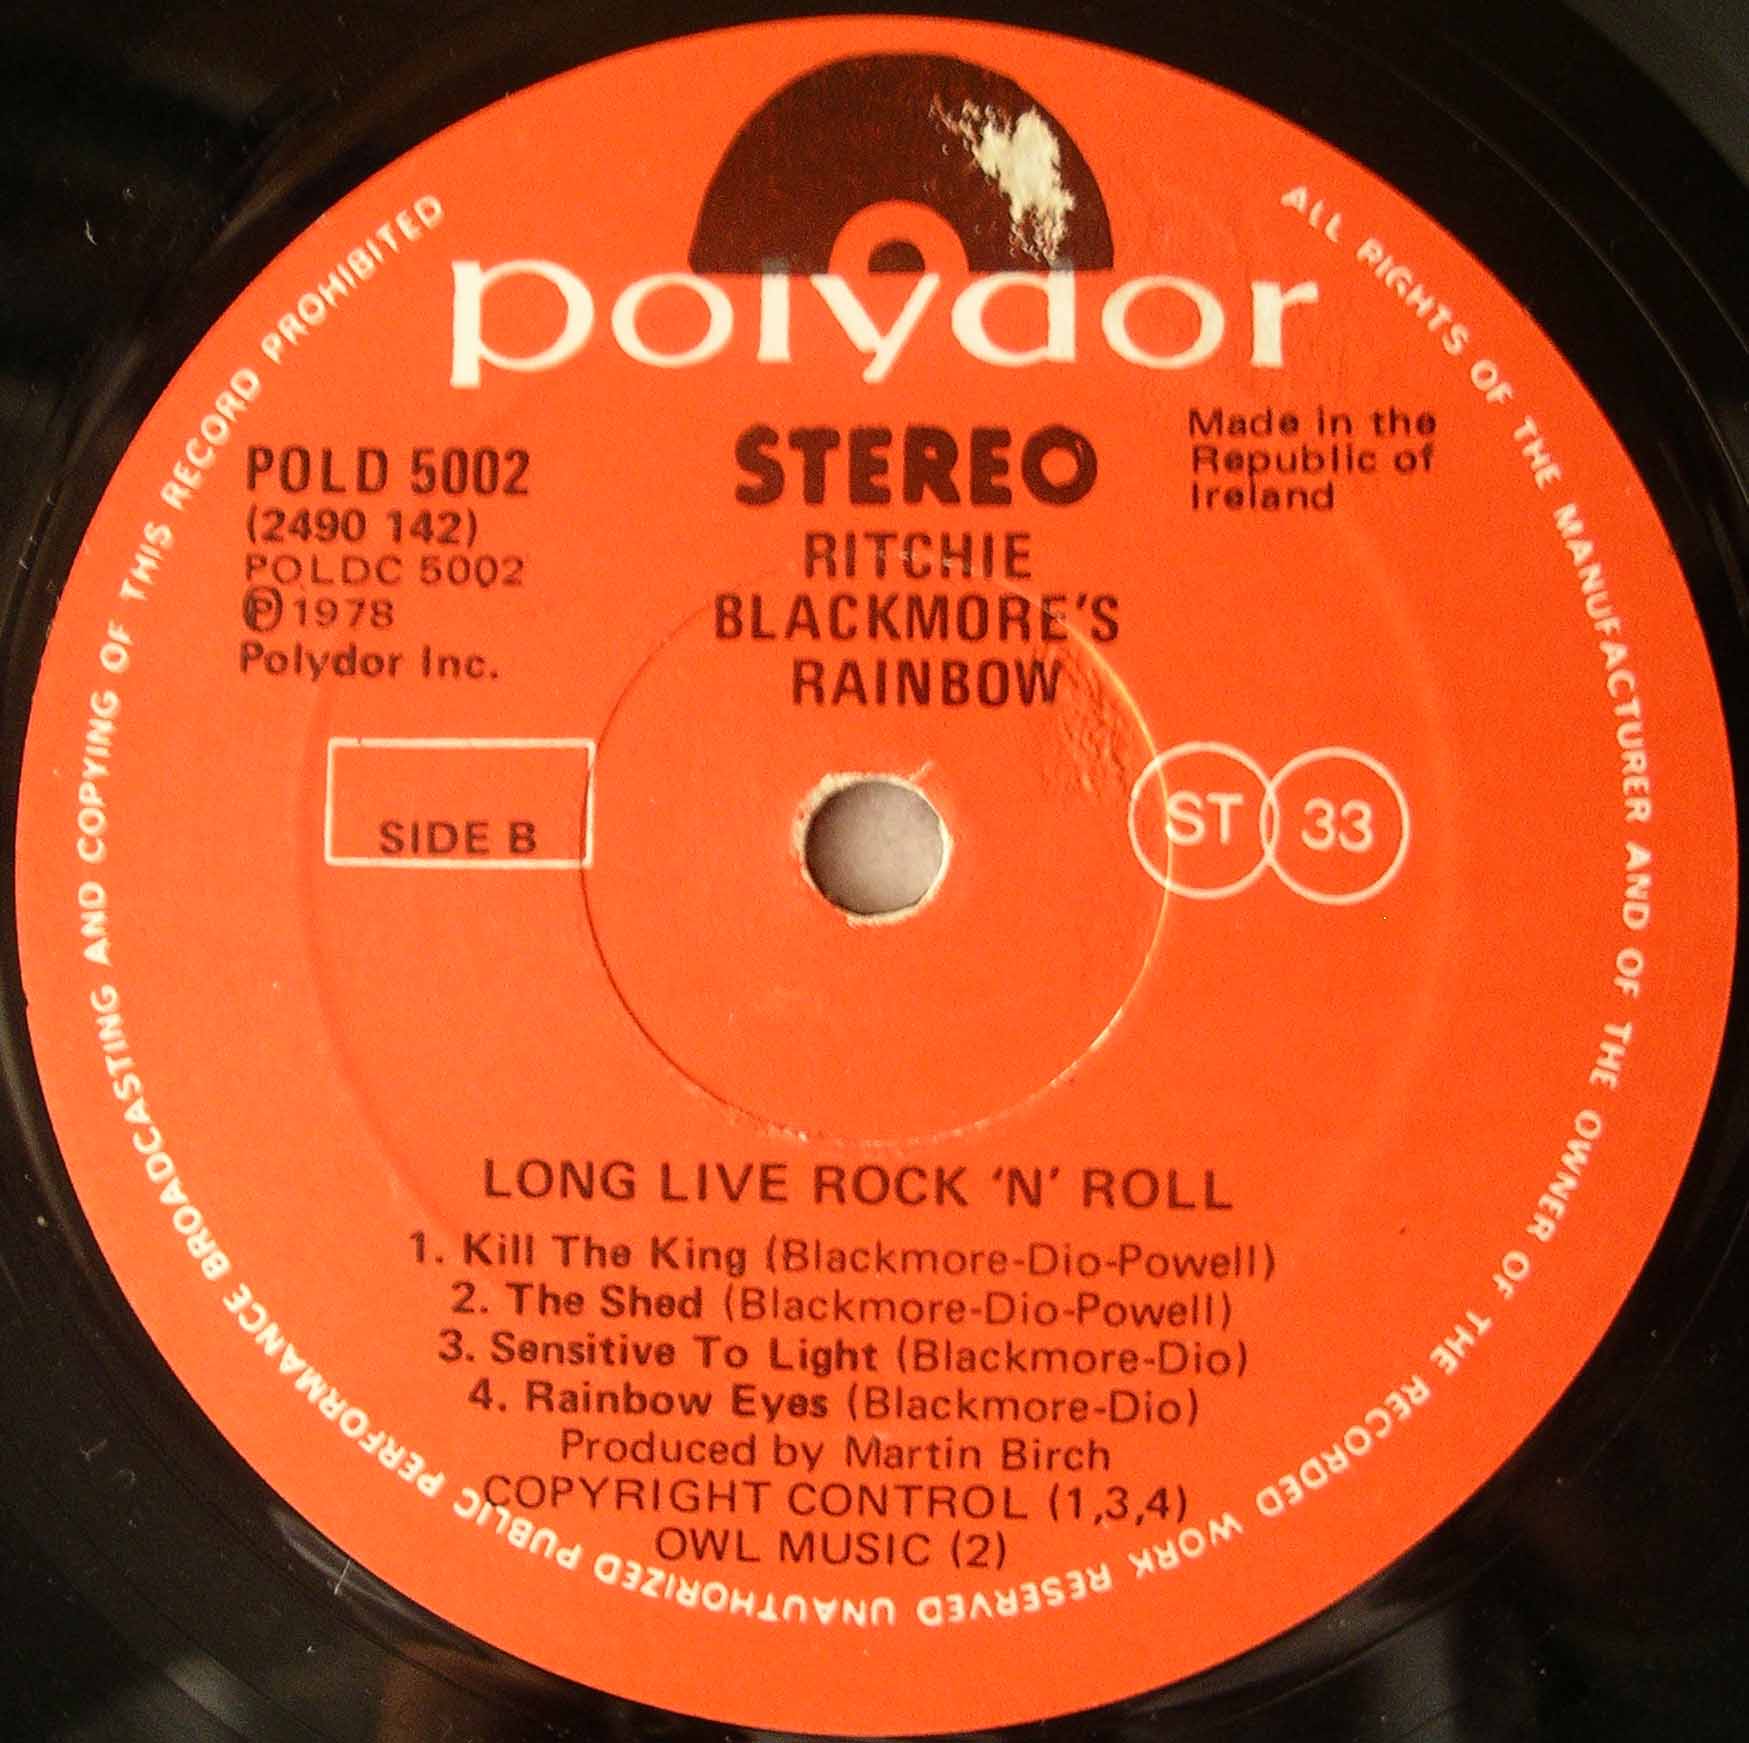 polydor
STEREO
POLD 5002
(2490 142)
POLDC 5002
Ⓟ1978
Polydor Inc.
Made in the
Republic of
Ireland
RITCHIE
BLACKMORE'S
RAINBOW
SIDE B
ST 33
LONG LIVE ROCK 'N' ROLL
1. Kill The King (Blackmore-Dio-Powell)
2. The Shed (Blackmore-Dio-Powell)
3. Sensitive To Light (Blackmore-Dio)
4. Rainbow Eyes (Blackmore-Dio)
Produced by Martin Birch
COPYRIGHT CONTROL (1,3,4)
OWL MUSIC (2)
ALL RIGHTS OF THE MANUFACTURER AND OF THE OWNER OF THE RECORDED WORK RESERVED UNAUTHORIZED PUBLIC PERFORMANCE BROADCASTING AND COPYING OF THIS RECORD PROHIBITED